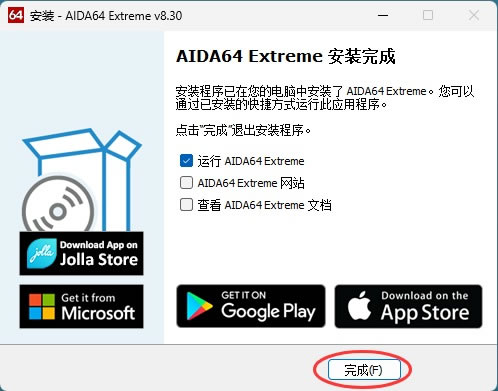 64 安装 - AIDA64 Extreme v8.30
AIDA64 Extreme 安装完成
安装程序已在您的电脑中安装了 AIDA64 Extreme。您可以
通过已安装的快捷方式运行此应用程序。
点击“完成”退出安装程序。
运行 AIDA64 Extreme
AIDA64 Extreme 网站
查看 AIDA64 Extreme 文档
jolla
Download App on
Jolla Store
Get it from
Microsoft
GET IT ON
Google Play
Download on the
App Store
完成(F)